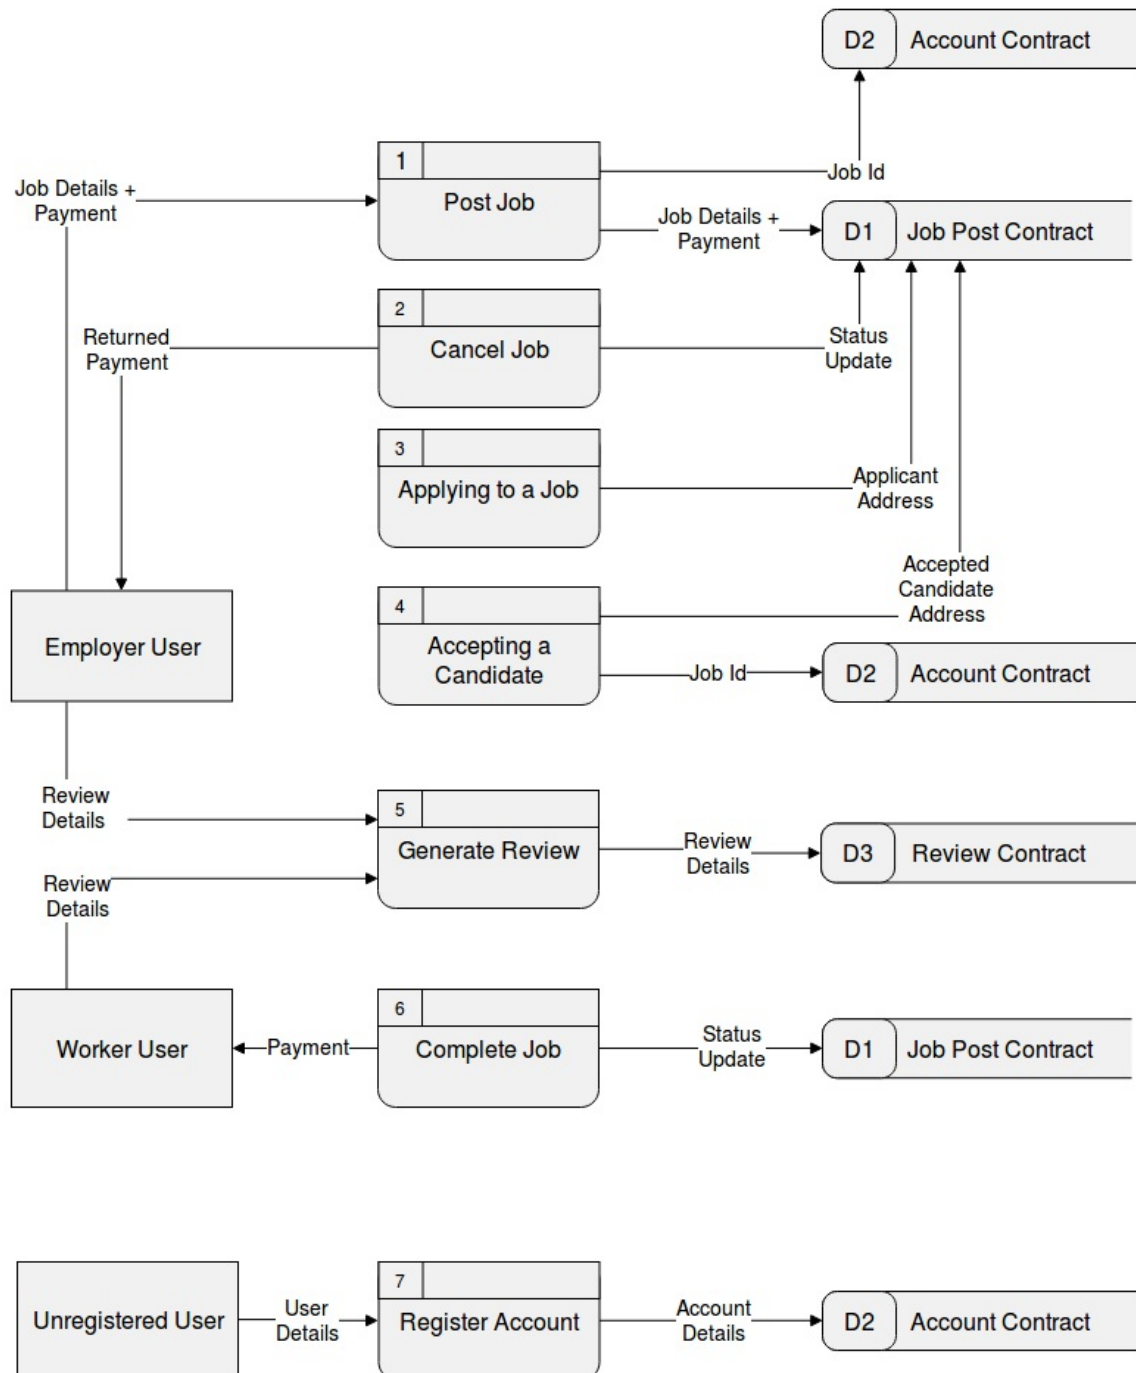 D2 Account Contract
1
Job Id
Job Details +
Payment
Post Job
Job Details +
Payment
D1 Job Post Contract
2
Returned
Payment
Cancel Job
Status
Update
3
Applying to a Job
Applicant
Address
Accepted
Candidate
Address
4
Employer User
Accepting a
Candidate
Job Id
D2 Account Contract
Review
Details
5
Generate Review
Review
Details
D3 Review Contract
Review
Details
6
Worker User
Payment
Complete Job
Status
Update
D1 Job Post Contract
7
Unregistered User
User
Details
Register Account
Account
Details
D2 Account Contract